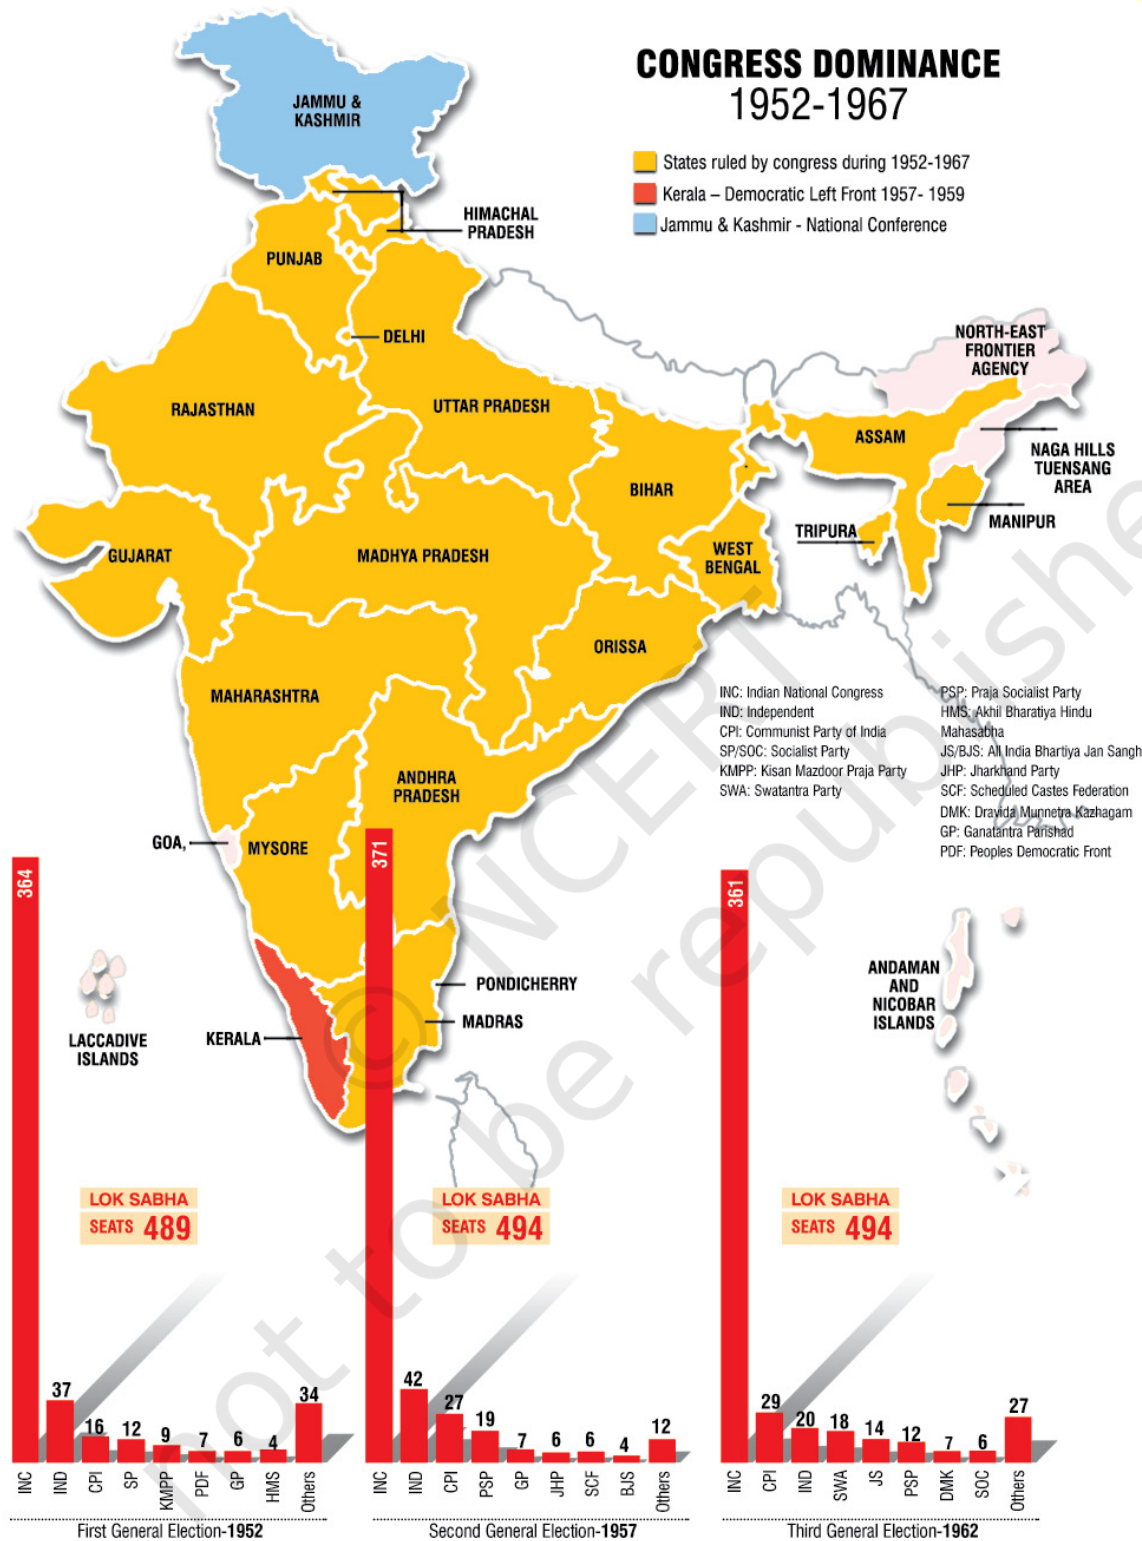 CONGRESS DOMINANCE
1952-1967
States ruled by congress during 1952-1967
Kerala – Democratic Left Front 1957- 1959
Jammu & Kashmir - National Conference
JAMMU &
KASHMIR
HIMACHAL
PRADESH
PUNJAB
DELHI
RAJASTHAN
UTTAR PRADESH
NORTH-EAST
FRONTIER
AGENCY
ASSAM
NAGA HILLS
TUENSANG
AREA
BIHAR
MANIPUR
TRIPURA
GUJARAT
MADHYA PRADESH
WEST
BENGAL
ORISSA
MAHARASHTRA
ANDHRA
PRADESH
GOA,
MYSORE
PONDICHERRY
MADRAS
KERALA
LACCADIVE
ISLANDS
ANDAMAN
AND
NICOBAR
ISLANDS
INC: Indian National Congress
IND: Independent
CPI: Communist Party of India
SP/SOC: Socialist Party
KMPP: Kisan Mazdoor Praja Party
SWA: Swatantra Party
PSP: Praja Socialist Party
HMS: Akhil Bharatiya Hindu
Mahasabha
JS/BJS: All India Bhartiya Jan Sangh
JHP: Jharkhand Party
SCF: Scheduled Castes Federation
DMK: Dravida Munnetra Kazhagam
GP: Ganatantra Parishad
PDF: Peoples Democratic Front
© NCERT
not to be republishe
LOK SABHA
SEATS 489
364
37
16
12
9
7
6
4
34
INC
IND
CPI
SP
KMPP
PDF
GP
HMS
Others
First General Election-1952
LOK SABHA
SEATS 494
371
42
27
19
7
6
6
4
12
INC
IND
CPI
PSP
GP
JHP
SCF
BJS
Others
Second General Election-1957
LOK SABHA
SEATS 494
361
29
20
18
14
12
7
6
27
INC
CPI
IND
SWA
JS
PSP
DMK
SOC
Others
Third General Election-1962